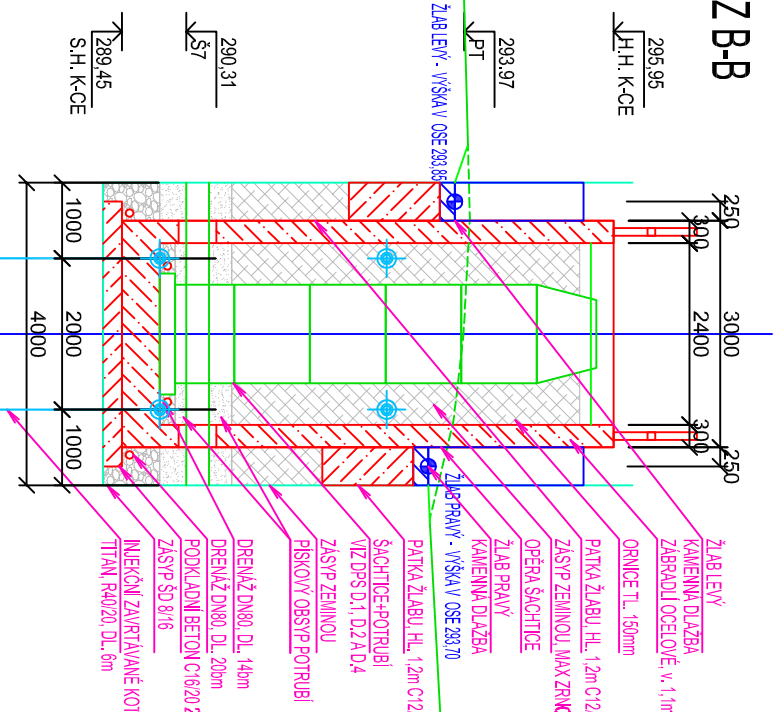 Z B-B
295,95
H.H. K-CE
293.97
PT
290,31
Š7
289,45
S.H. K-CE
ŽLAB LEVÝ - VÝŠKA V OSE 293,85
250
3000
250
300
2400
300
1000
2000
1000
4000
ŽLAB PRAVÝ - VÝŠKA V OSE 293,70
ŽLAB LEVÝ
KAMENNÁ DLAŽBA
ZÁBRADLÍ OCELOVÉ, v. 1,1m
ORNICE TL. 150mm
PATKA ŽLABU, HL. 1,2m C12
ZÁSYP ZEMINOU, MAX ZRNO
OPĚRA ŠACHTICE
ŽLAB PRAVÝ
KAMENNÁ DLAŽBA
PATKA ŽLABU, HL. 1,2m C12
ŠACHTICE+POTRUBÍ
VIZ DPS D.1, D.2 A D.4
ZÁSYP ZEMINOU
PÍSKOVÝ OBSYP POTRUBÍ
DRENÁŽ DN80, DL. 14bm
DRENÁŽ DN80, DL. 20bm
PODKLADNÍ BETON C16/20
ZÁSYP ŠD 8/16
INJEKČNÍ ZAVRTÁVANÉ KOT
TITAN, R40/20, DL. 6m